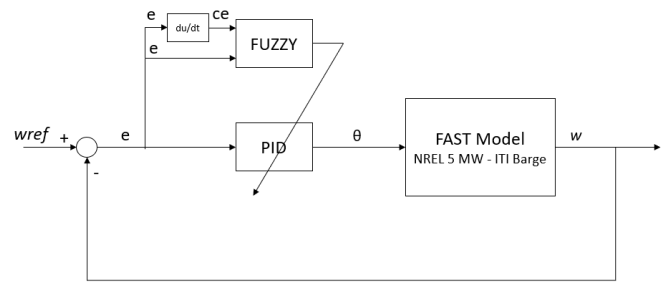 e
ce
du/dt
FUZZY
e
wref
+
e
PID
θ
FAST Model
NREL 5 MW - ITI Barge
w
-